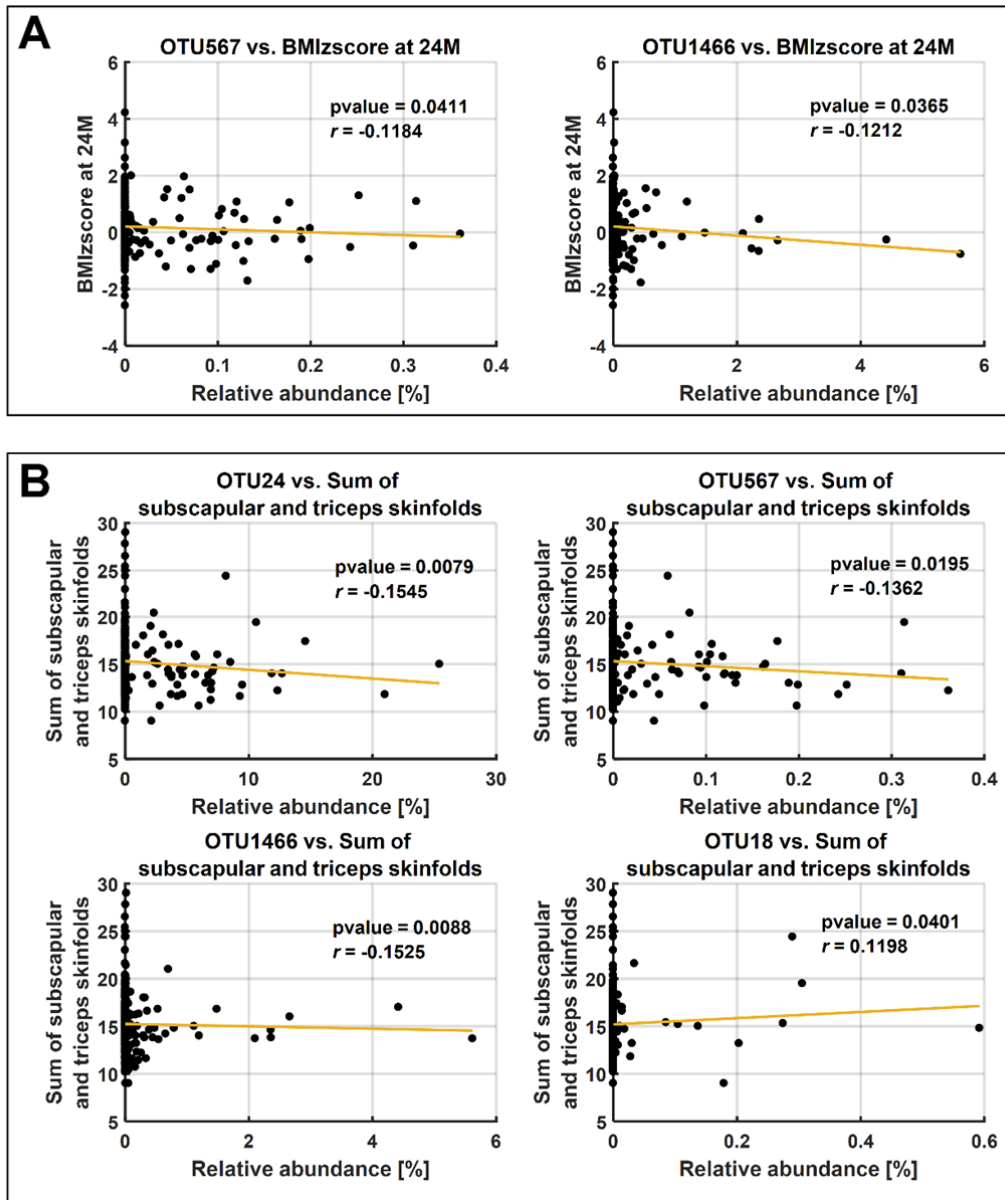 A
OTU567 vs. BMIzscore at 24M
6
4
2
0
-2
-4
BMIzscore at 24M
pvalue = 0.0411
r = -0.1184
0 0.1 0.2 0.3 0.4
Relative abundance [%]
OTU1466 vs. BMIzscore at 24M
6
4
2
0
-2
-4
BMIzscore at 24M
pvalue = 0.0365
r = -0.1212
0 2 4 6
Relative abundance [%]
B
OTU24 vs. Sum of
subscapular and triceps skinfolds
30
25
20
15
10
5
Sum of subscapular
and triceps skinfolds
pvalue = 0.0079
r = -0.1545
0 10 20 30
Relative abundance [%]
OTU567 vs. Sum of
subscapular and triceps skinfolds
30
25
20
15
10
5
Sum of subscapular
and triceps skinfolds
pvalue = 0.0195
r = -0.1362
0 0.1 0.2 0.3 0.4
Relative abundance [%]
OTU1466 vs. Sum of
subscapular and triceps skinfolds
30
25
20
15
10
5
Sum of subscapular
and triceps skinfolds
pvalue = 0.0088
r = -0.1525
0 2 4 6
Relative abundance [%]
OTU18 vs. Sum of
subscapular and triceps skinfolds
30
25
20
15
10
5
Sum of subscapular
and triceps skinfolds
pvalue = 0.0401
r = 0.1198
0 0.2 0.4 0.6
Relative abundance [%]